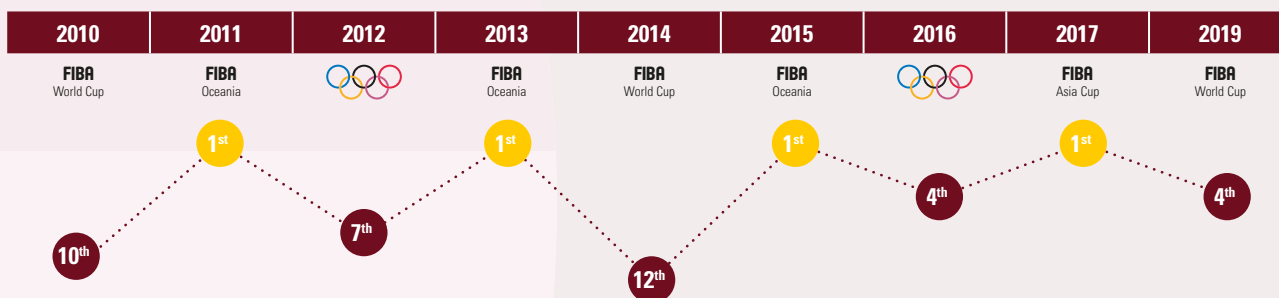 2010 2011 2012 2013 2014 2015 2016 2017 2019
FIBA FIBA FIBA FIBA FIBA FIBA FIBA
World Cup Oceania Oceania World Cup Oceania Asia Cup World Cup
1st 1st 1st 1st
4th 4th
7th
10th
12th